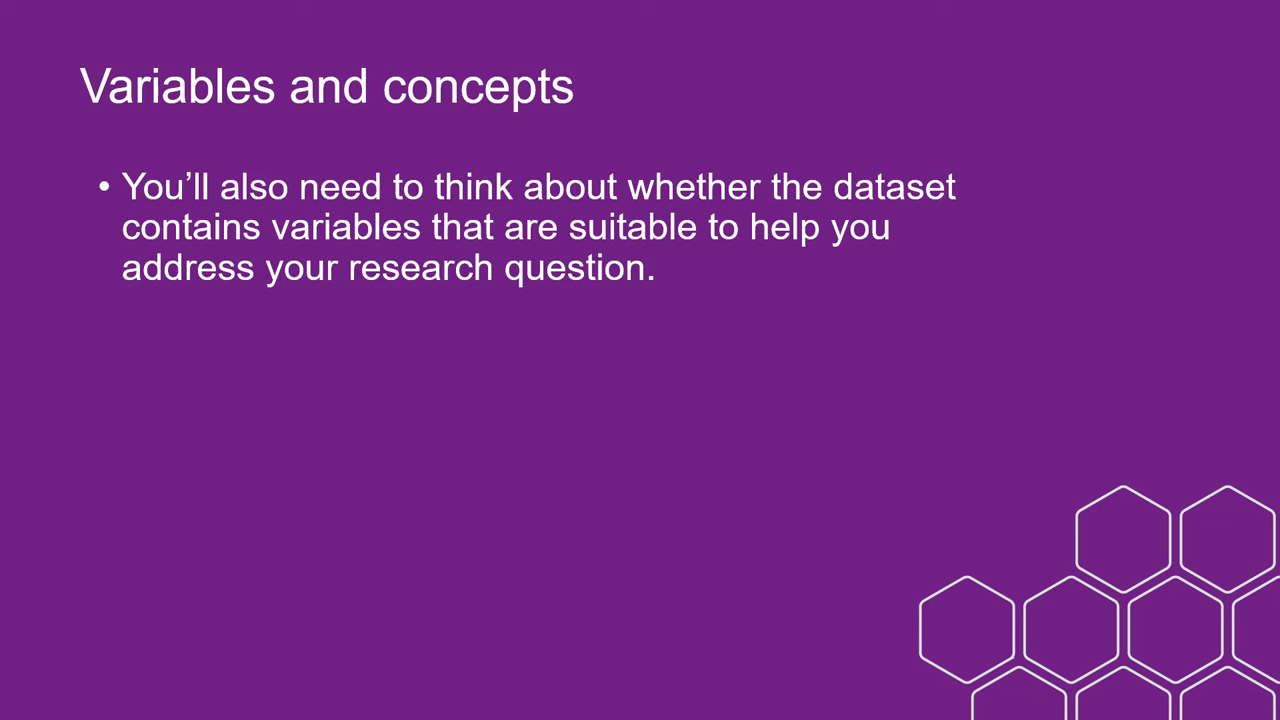 Variables and concepts
• You’ll also need to think about whether the dataset
contains variables that are suitable to help you
address your research question.